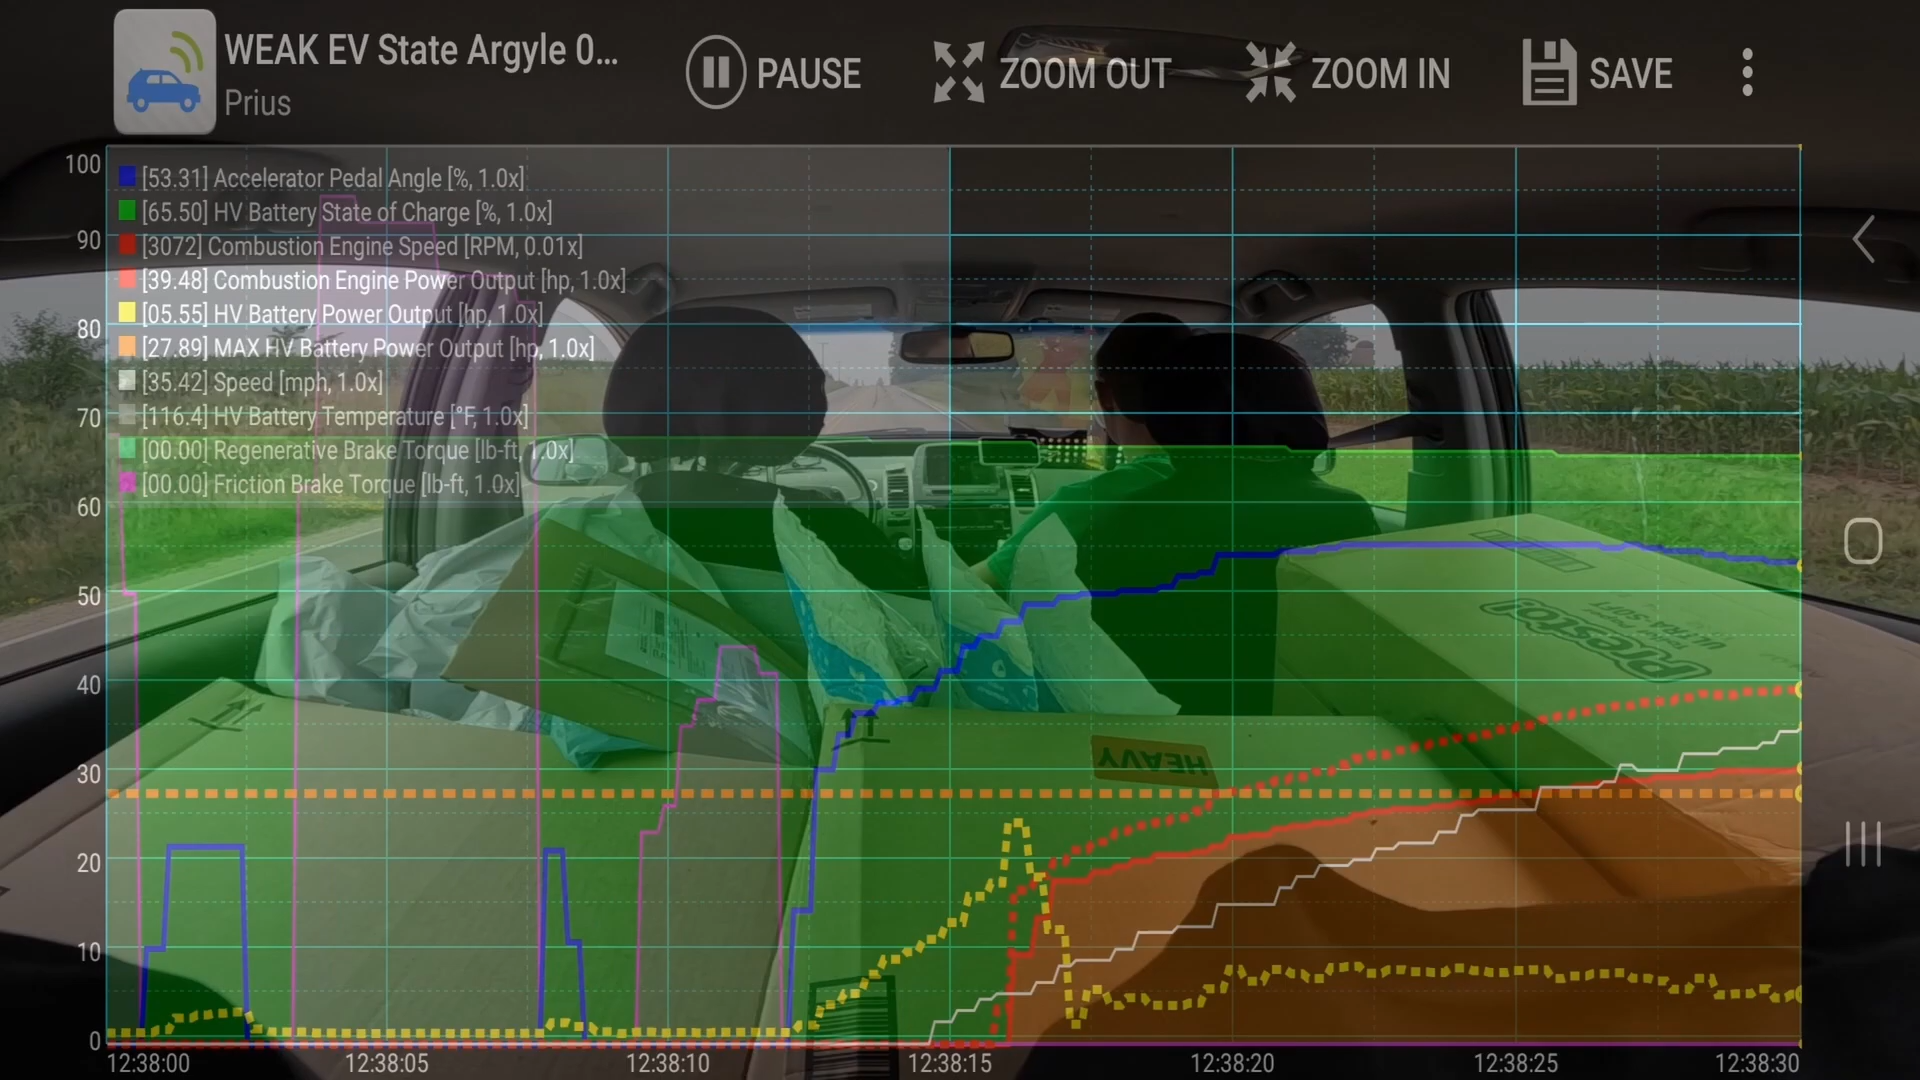 WEAK EV State Argyle 0...
Prius
PAUSE
ZOOM OUT
ZOOM IN
SAVE
[53.31] Accelerator Pedal Angle [%, 1.0x]
[65.50] HV Battery State of Charge [%, 1.0x]
[3072] Combustion Engine Speed [RPM, 0.01x]
[39.48] Combustion Engine Power Output [hp, 1.0x]
[05.55] HV Battery Power Output [hp, 1.0x]
[27.89] MAX HV Battery Power Output [hp, 1.0x]
[35.42] Speed [mph, 1.0x]
[116.4] HV Battery Temperature [°F, 1.0x]
[00.00] Regenerative Brake Torque [lb-ft, 1.0x]
[00.00] Friction Brake Torque [lb-ft, 1.0x]
100
90
80
70
60
50
40
30
20
10
0
Presto!
ULTRA SOFT
HEAVY
12:38:00
12:38:05
12:38:10
12:38:15
12:38:20
12:38:25
12:38:30